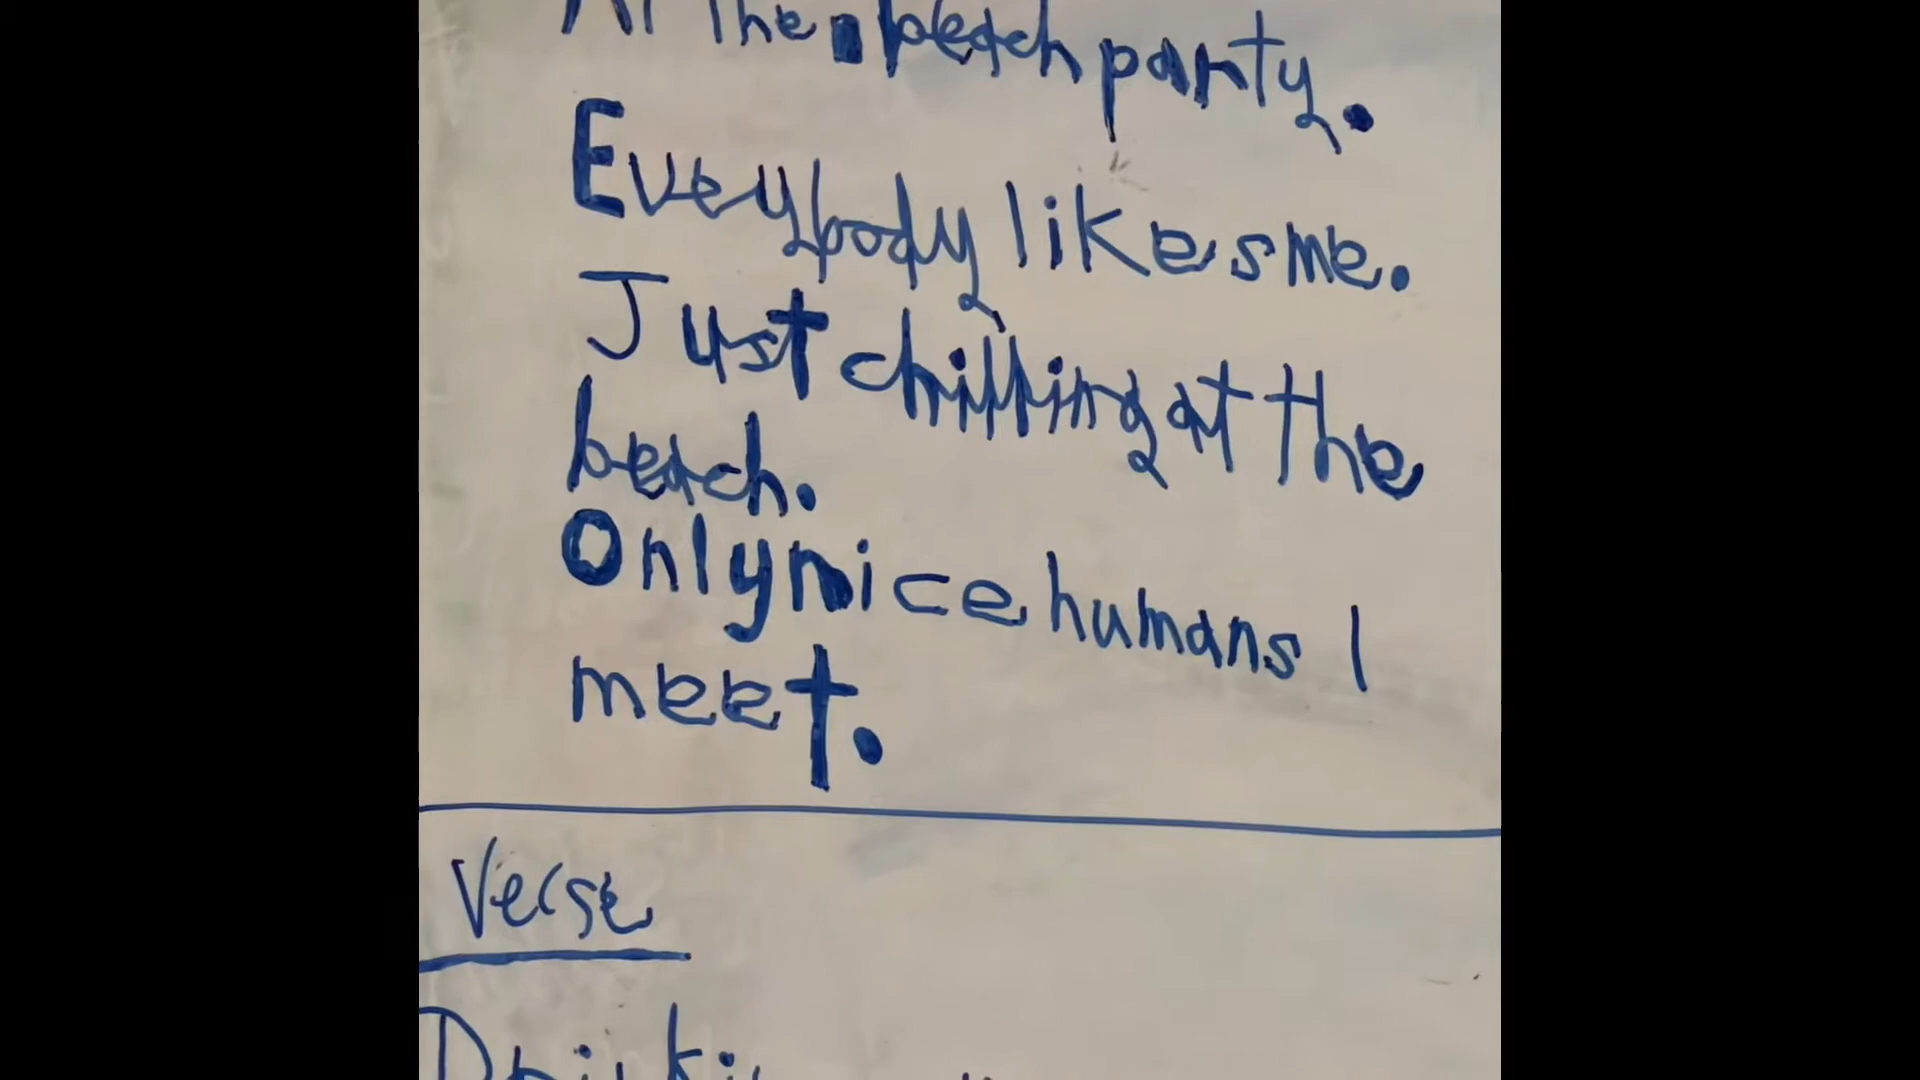 At the beach party.
Everybody likes me.
Just chilling at the
beach.
Only nice humans I
meet.
Verse